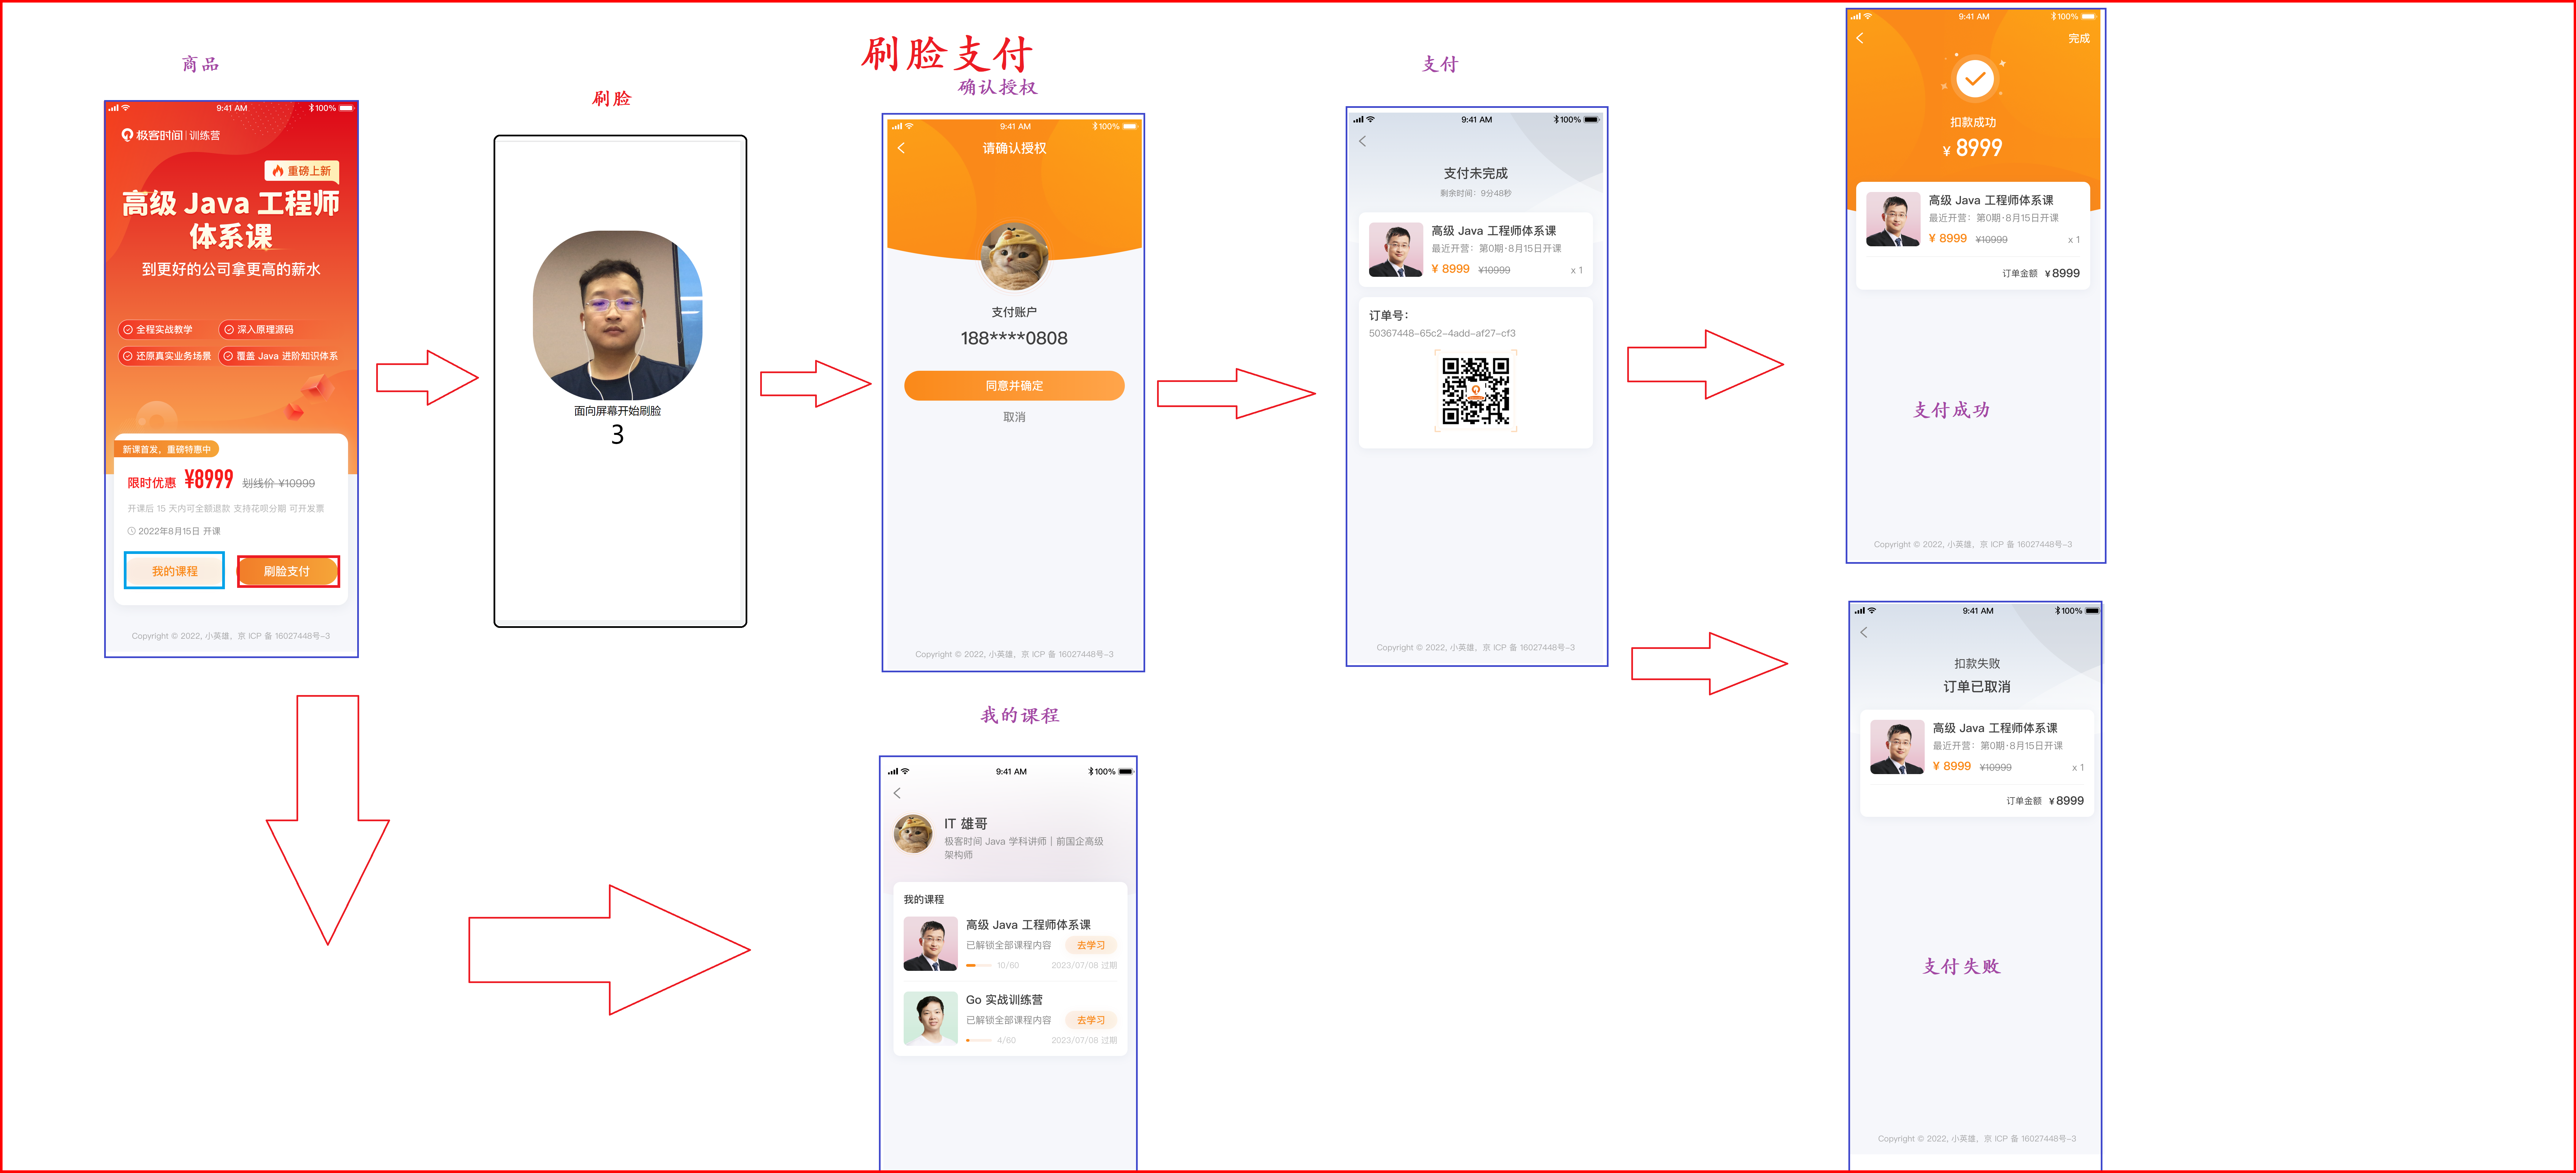 刷脸支付
商品
9:41 AM
100%
极客时间 | 训练营
重磅上新
高级 Java 工程师
体系课
到更好的公司拿更高的薪水
全程实战教学
深入原理源码
还原真实业务场景
覆盖 Java 进阶知识体系
新课首发，重磅特惠中
限时优惠 ¥8999 划线价 ¥10999
开课后 15 天内可全额退款 支持花呗分期 可开发票
2022年8月15日 开课
我的课程
刷脸支付
Copyright © 2022, 小英雄，京 ICP 备 16027448号-3
刷脸
面向屏幕开始刷脸
3
确认授权
9:41 AM
100%
请确认授权
支付账户
188****0808
同意并确定
取消
Copyright © 2022, 小英雄，京 ICP 备 16027448号-3
支付
9:41 AM
100%
支付未完成
剩余时间：9分48秒
高级 Java 工程师体系课
最近开营：第0期·8月15日开课
¥ 8999 ¥10999 x 1
订单号：
50367448-65c2-4add-af27-cf3
Copyright © 2022, 小英雄，京 ICP 备 16027448号-3
9:41 AM
100%
完成
扣款成功
¥ 8999
高级 Java 工程师体系课
最近开营：第0期·8月15日开课
¥ 8999 ¥10999 x 1
订单金额 ¥8999
支付成功
Copyright © 2022, 小英雄，京 ICP 备 16027448号-3
9:41 AM
100%
扣款失败
订单已取消
高级 Java 工程师体系课
最近开营：第0期·8月15日开课
¥ 8999 ¥10999 x 1
订单金额 ¥8999
支付失败
Copyright © 2022, 小英雄，京 ICP 备 16027448号-3
我的课程
9:41 AM
100%
IT 雄哥
极客时间 Java 学科讲师 | 前国企高级
架构师
我的课程
高级 Java 工程师体系课
已解锁全部课程内容
去学习
10/60
2023/07/08 过期
Go 实战训练营
已解锁全部课程内容
去学习
4/60
2023/07/08 过期